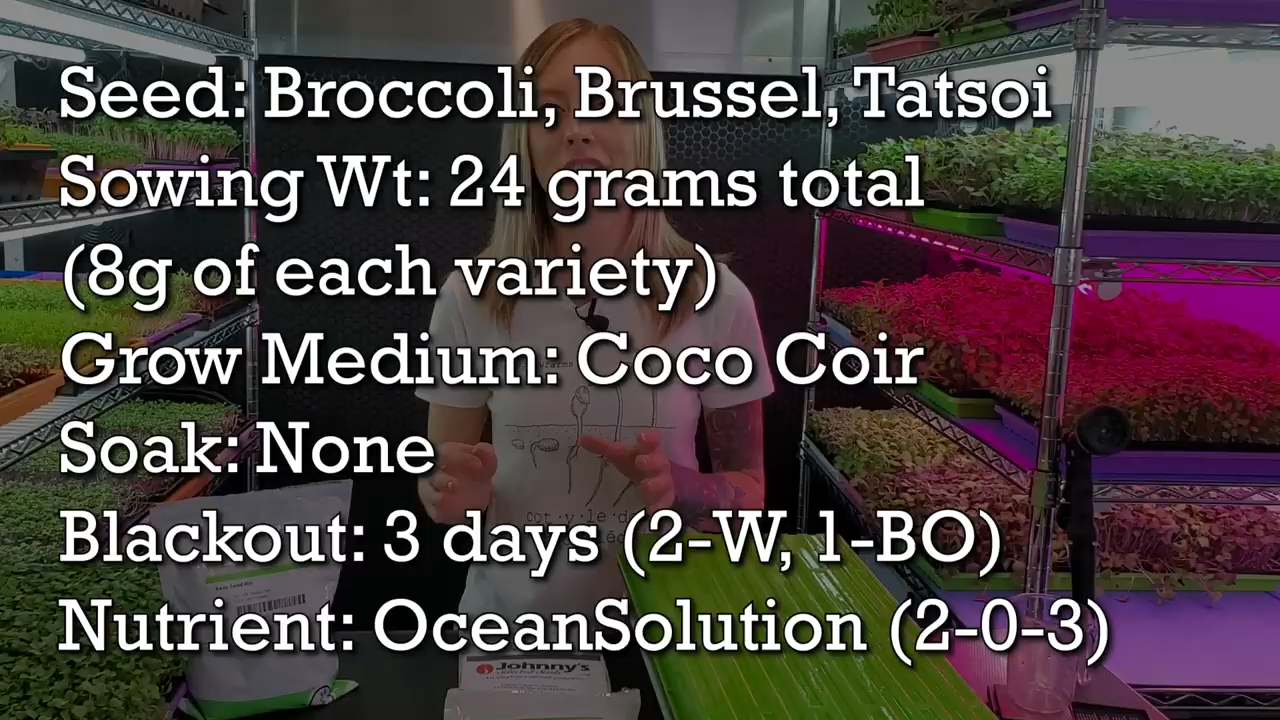 Seed: Broccoli, Brussel, Tatsoi
Sowing Wt: 24 grams total
(8g of each variety)
Grow Medium: Coco Coir
Soak: None
Blackout: 3 days (2-W, 1-BO)
Nutrient: OceanSolution (2-0-3)
Johnny's